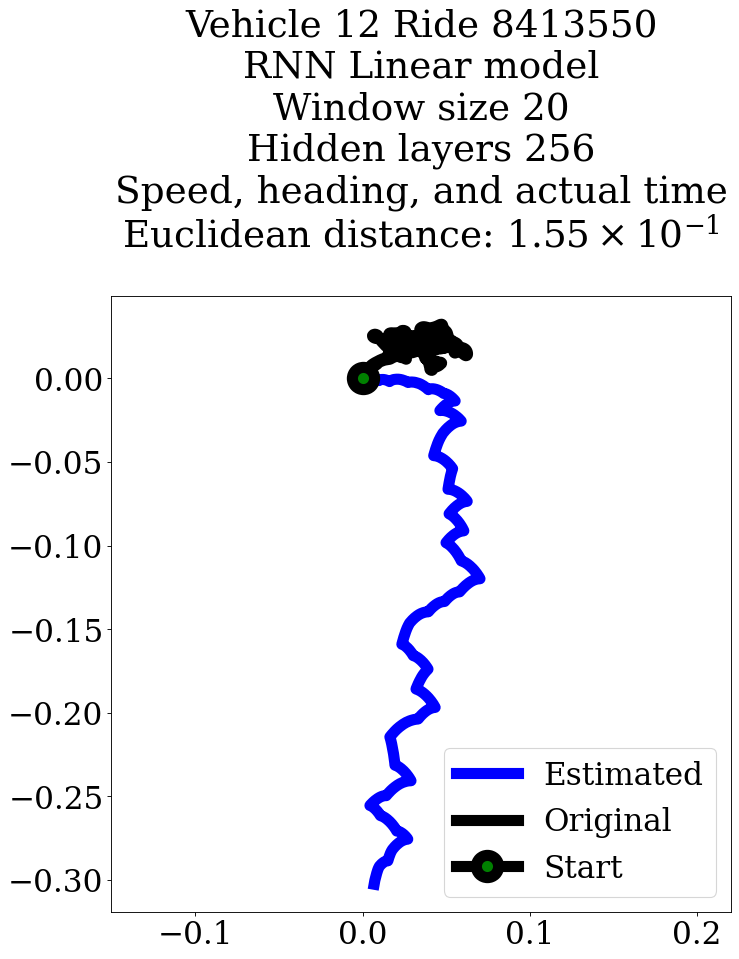 Vehicle 12 Ride 8413550
RNN Linear model
Window size 20
Hidden layers 256
Speed, heading, and actual time
Euclidean distance: 1.55 × 10⁻¹
0.00
−0.05
−0.10
−0.15
−0.20
−0.25
−0.30
Estimated
Original
Start
−0.1 0.0 0.1 0.2